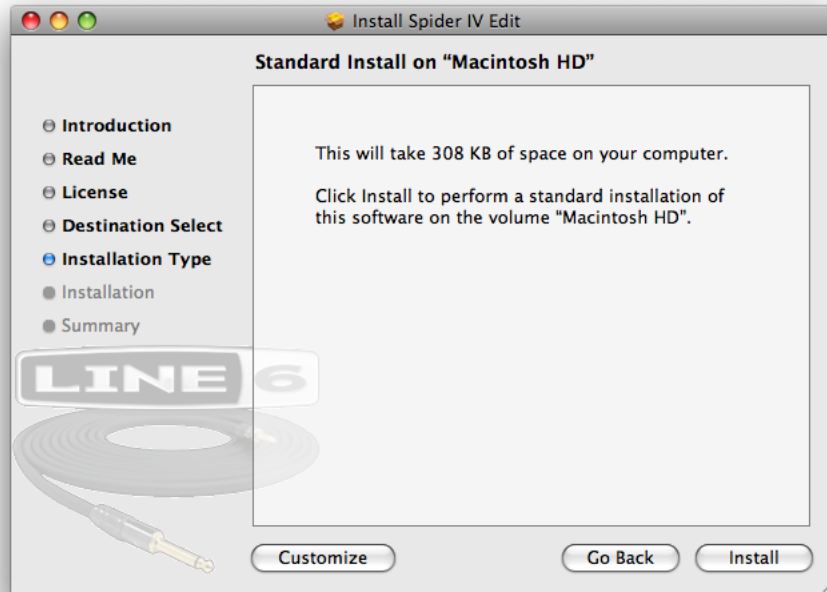 Install Spider IV Edit
Standard Install on “Macintosh HD”
Introduction
Read Me
License
Destination Select
Installation Type
Installation
Summary
This will take 308 KB of space on your computer.
Click Install to perform a standard installation of
this software on the volume “Macintosh HD”.
LINE 6
Customize
Go Back
Install